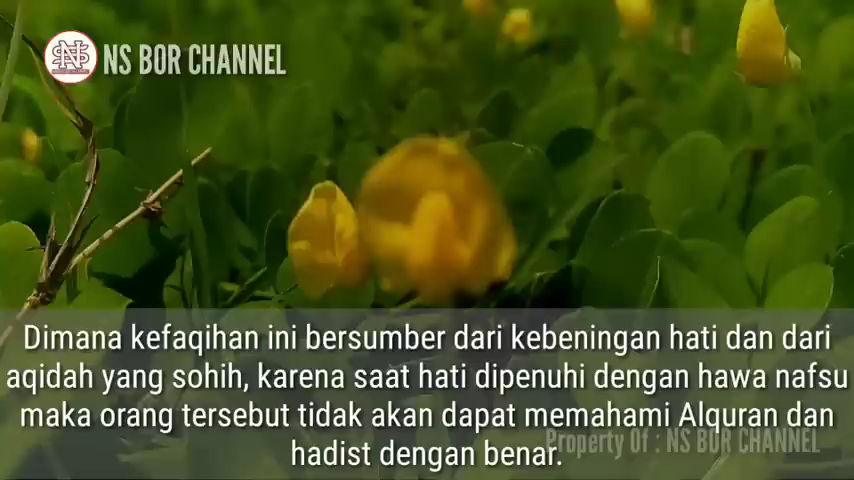 NS BOR CHANNEL
Dimana kefaqihan ini bersumber dari kebeningan hati dan dari
aqidah yang sohih, karena saat hati dipenuhi dengan hawa nafsu
maka orang tersebut tidak akan dapat memahami Alquran dan
hadist dengan benar.
Property Of : NS BOR CHANNEL